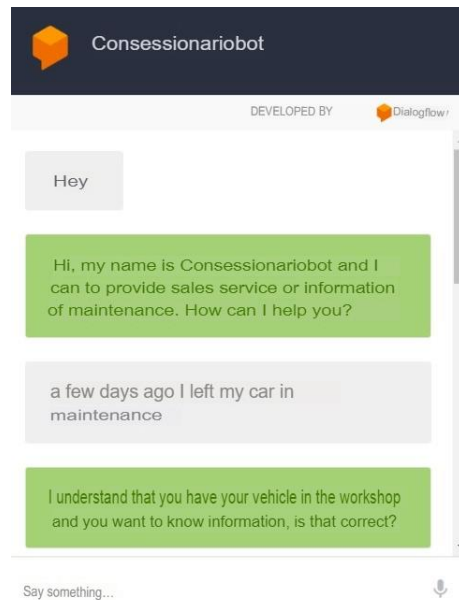 Consessionariobot
DEVELOPED BY Dialogflow
Hey
Hi, my name is Consessionariobot and I
can to provide sales service or information
of maintenance. How can I help you?
a few days ago I left my car in
maintenance
I understand that you have your vehicle in the workshop
and you want to know information, is that correct?
Say something...